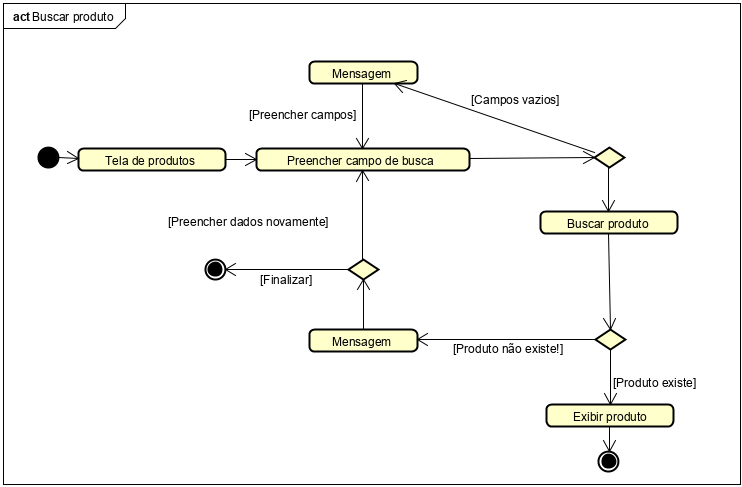 act Buscar produto
Mensagem
[Campos vazios]
[Preencher campos]
Tela de produtos
Preencher campo de busca
[Preencher dados novamente]
Buscar produto
[Finalizar]
Mensagem
[Produto não existe!]
[Produto existe]
Exibir produto